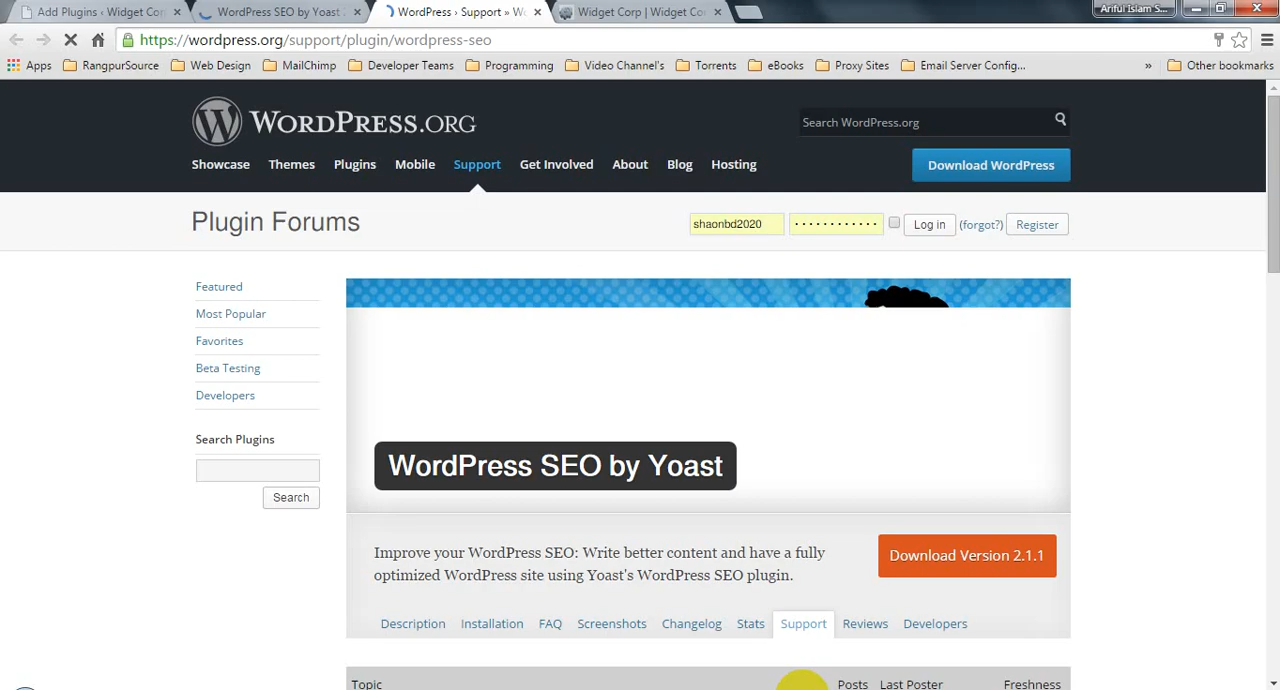 Add Plugins ‹ Widget Cor
WordPress SEO by Yoast
WordPress › Support » W
Widget Corp | Widget Co
Ariful Islam S...
https://wordpress.org/support/plugin/wordpress-seo
Apps
RangpurSource
Web Design
MailChimp
Developer Teams
Programming
Video Channel's
Torrents
eBooks
Proxy Sites
Email Server Config...
»
Other bookmarks
WORDPRESS.ORG
Search WordPress.org
Showcase
Themes
Plugins
Mobile
Support
Get Involved
About
Blog
Hosting
Download WordPress
Plugin Forums
shaonbd2020
Log in
(forgot?)
Register
Featured
Most Popular
Favorites
Beta Testing
Developers
Search Plugins
Search
WordPress SEO by Yoast
Improve your WordPress SEO: Write better content and have a fully
optimized WordPress site using Yoast's WordPress SEO plugin.
Download Version 2.1.1
Description
Installation
FAQ
Screenshots
Changelog
Stats
Support
Reviews
Developers
Topic
Posts
Last Poster
Freshness